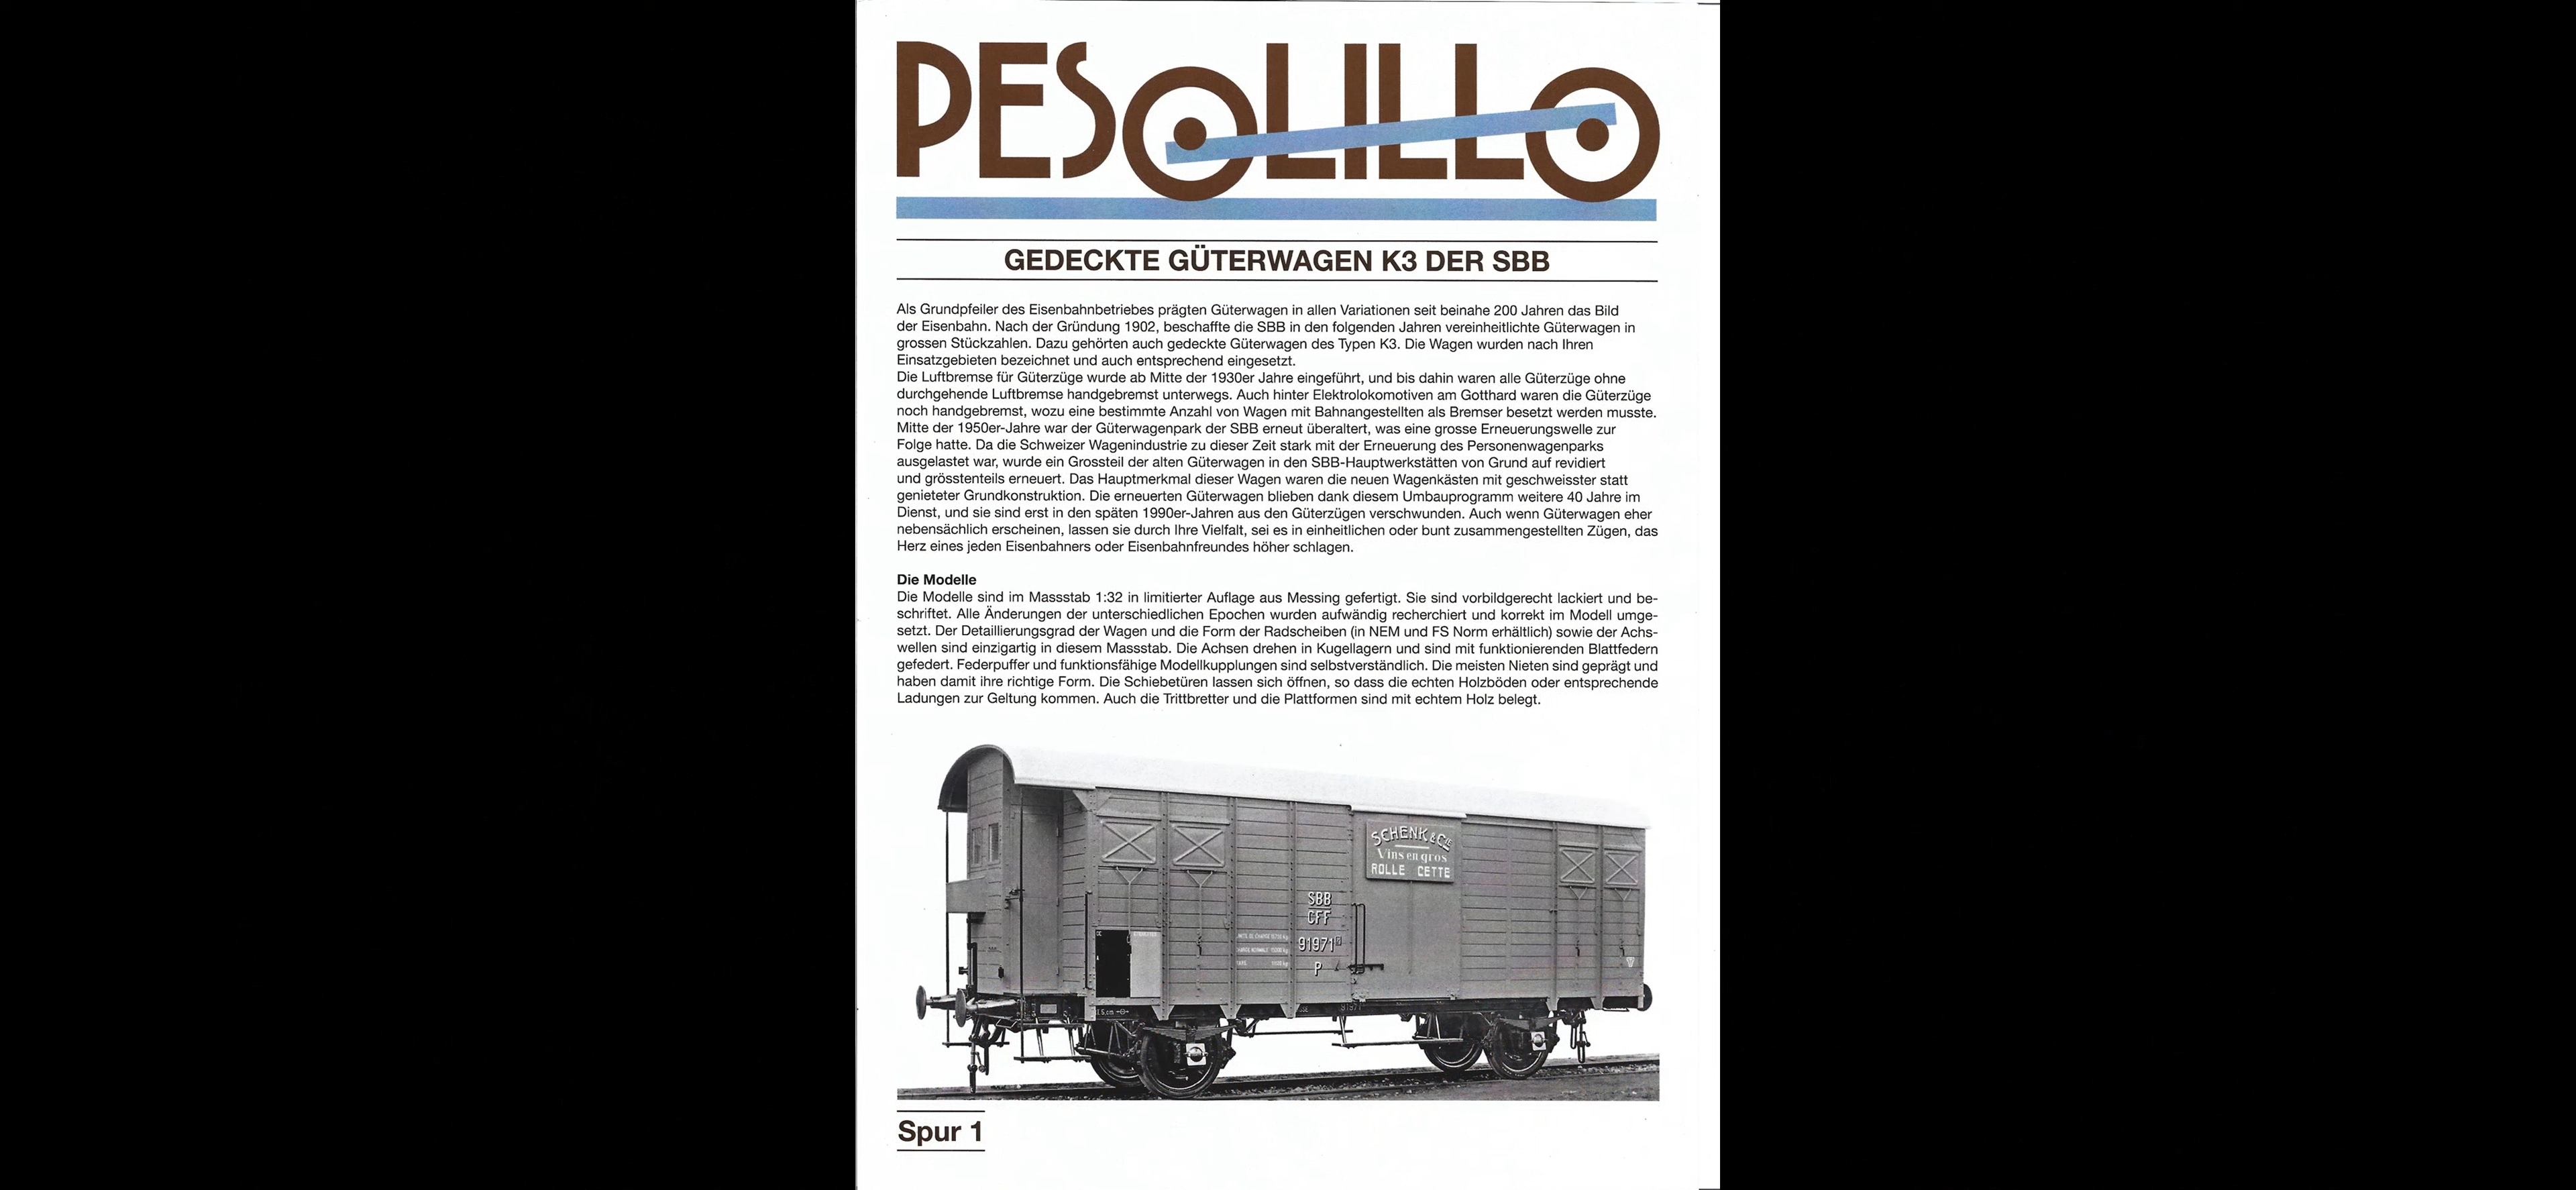 PESOLILLO
GEDECKTE GÜTERWAGEN K3 DER SBB
Als Grundpfeiler des Eisenbahnbetriebes prägten Güterwagen in allen Variationen seit beinahe 200 Jahren das Bild
der Eisenbahn. Nach der Gründung 1902, beschaffte die SBB in den folgenden Jahren vereinheitlichte Güterwagen in
grossen Stückzahlen. Dazu gehörten auch gedeckte Güterwagen des Typen K3. Die Wagen wurden nach Ihren
Einsatzgebieten bezeichnet und auch entsprechend eingesetzt.
Die Luftbremse für Güterzüge wurde ab Mitte der 1930er Jahre eingeführt, und bis dahin waren alle Güterzüge ohne
durchgehende Luftbremse handgebremst unterwegs. Auch hinter Elektrolokomotiven am Gotthard waren die Güterzüge
noch handgebremst, wozu eine bestimmte Anzahl von Wagen mit Bahnangestellten als Bremser besetzt werden musste.
Mitte der 1950er-Jahre war der Güterwagenpark der SBB erneut überaltert, was eine grosse Erneuerungswelle zur
Folge hatte. Da die Schweizer Wagenindustrie zu dieser Zeit stark mit der Erneuerung des Personenwagenparks
ausgelastet war, wurde ein Grossteil der alten Güterwagen in den SBB-Hauptwerkstätten von Grund auf revidiert
und grösstenteils erneuert. Das Hauptmerkmal dieser Wagen waren die neuen Wagenkästen mit geschweisster statt
genieteter Grundkonstruktion. Die erneuerten Güterwagen blieben dank diesem Umbauprogramm weitere 40 Jahre im
Dienst, und sie sind erst in den späten 1990er-Jahren aus den Güterzügen verschwunden. Auch wenn Güterwagen eher
nebensächlich erscheinen, lassen sie durch Ihre Vielfalt, sei es in einheitlichen oder bunt zusammengestellten Zügen, das
Herz eines jeden Eisenbahners oder Eisenbahnfreundes höher schlagen.
Die Modelle
Die Modelle sind im Massstab 1:32 in limitierter Auflage aus Messing gefertigt. Sie sind vorbildgerecht lackiert und be-
schriftet. Alle Änderungen der unterschiedlichen Epochen wurden aufwändig recherchiert und korrekt im Modell umge-
setzt. Der Detaillierungsgrad der Wagen und die Form der Radscheiben (in NEM und FS Norm erhältlich) sowie der Achs-
wellen sind einzigartig in diesem Massstab. Die Achsen drehen in Kugellagern und sind mit funktionierenden Blattfedern
gefedert. Federpuffer und funktionsfähige Modellkupplungen sind selbstverständlich. Die meisten Nieten sind geprägt und
haben damit ihre richtige Form. Die Schiebetüren lassen sich öffnen, so dass die echten Holzböden oder entsprechende
Ladungen zur Geltung kommen. Auch die Trittbretter und die Plattformen sind mit echtem Holz belegt.
SCHENK & Cie
Vins en gros
ROLLE CETTE
SBB
CFF
91971
P
91971
Spur 1